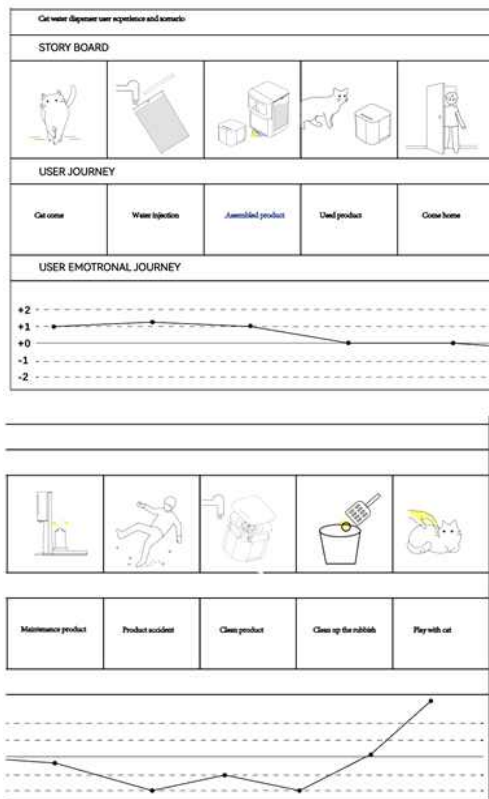 Cat water dispenser user experience and scenario
STORY BOARD
USER JOURNEY
Cat come
Water injection
Assembled product
Used product
Come home
USER EMOTRONAL JOURNEY
+2
+1
+0
-1
-2
Maintenance product
Product accident
Clean product
Clean up the rubbish
Play with cat